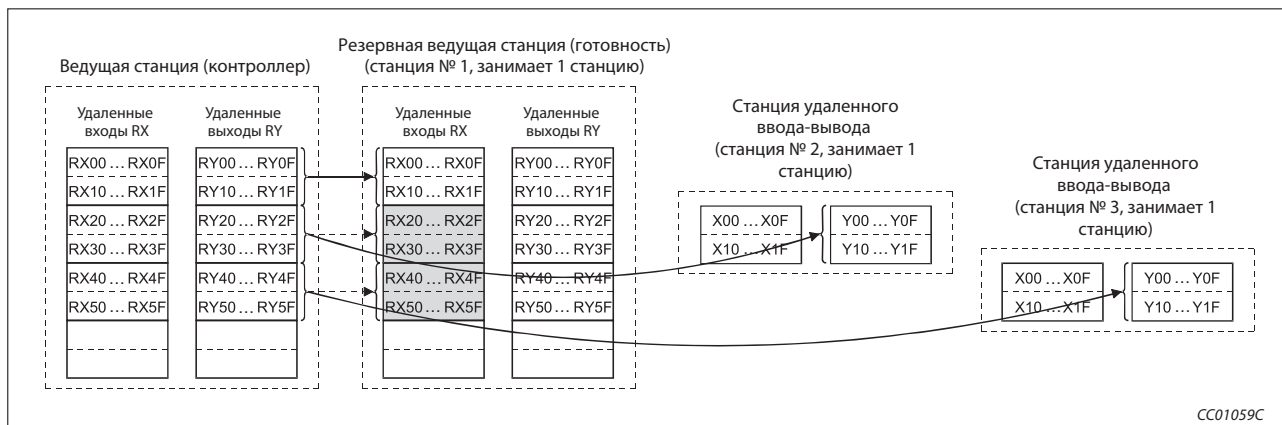 Ведущая станция (контроллер)
Удаленные
входы RX
Удаленные
выходы RY
RX00 ... RX0F
RX10 ... RX1F
RX20 ... RX2F
RX30 ... RX3F
RX40 ... RX4F
RX50 ... RX5F
RY00 ... RY0F
RY10 ... RY1F
RY20 ... RY2F
RY30 ... RY3F
RY40 ... RY4F
RY50 ... RY5F
Резервная ведущая станция (готовность)
(станция № 1, занимает 1 станцию)
Удаленные
входы RX
Удаленные
выходы RY
RX00 ... RX0F
RX10 ... RX1F
RX20 ... RX2F
RX30 ... RX3F
RX40 ... RX4F
RX50 ... RX5F
RY00 ... RY0F
RY10 ... RY1F
RY20 ... RY2F
RY30 ... RY3F
RY40 ... RY4F
RY50 ... RY5F
Станция удаленного
ввода-вывода
(станция № 2, занимает 1
станцию)
X00 ... X0F
X10 ... X1F
Y00 ... Y0F
Y10 ... Y1F
Станция удаленного
ввода-вывода
(станция № 3, занимает 1
станцию)
X00 ... X0F
X10 ... X1F
Y00 ... Y0F
Y10 ... Y1F
CC01059C